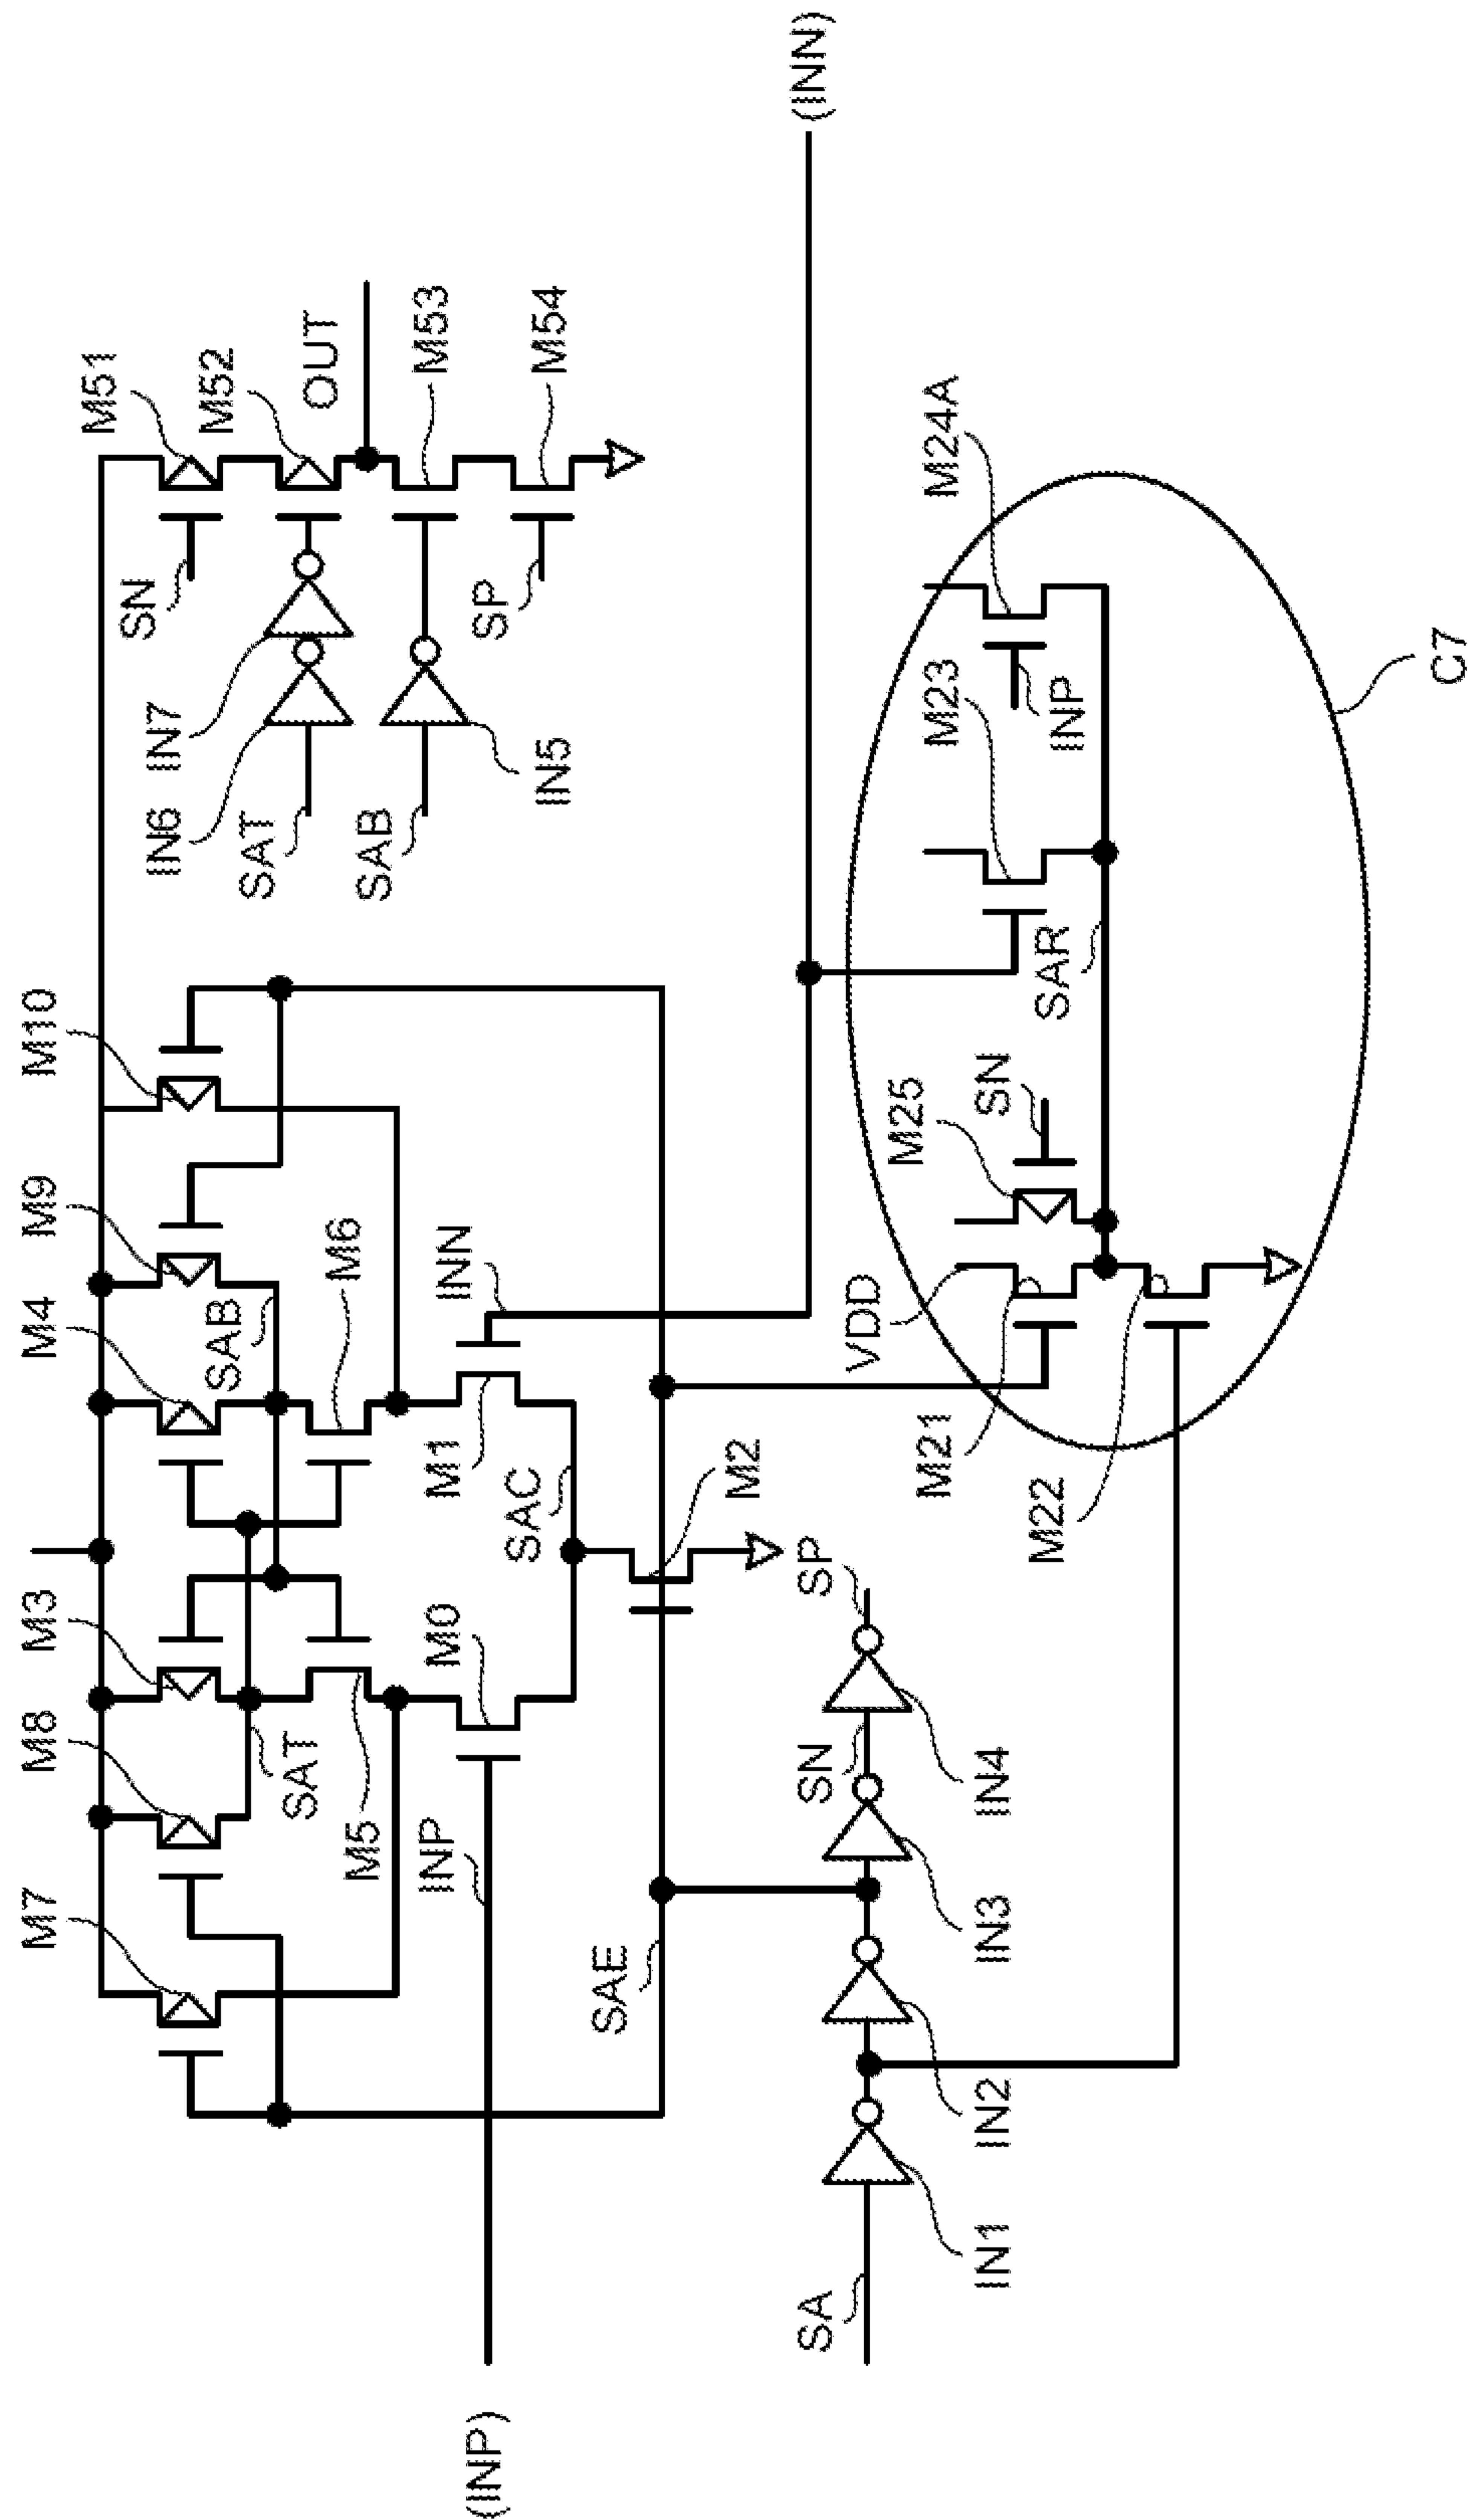 M7
M8
M3
M4
M9
M10
M51
M52
SAT
SAB
SN
OUT
IN6
IN7
SAT
SAB
IN5
SP
M53
M54
M5
M6
(INP)
INP
M0
M1
INN
SAC
SAE
M2
(INN)
SA
IN1
IN2
IN3
SN
IN4
SP
VDD
M21
M22
M25
SN
SAR
M23
INP
M24A
C7